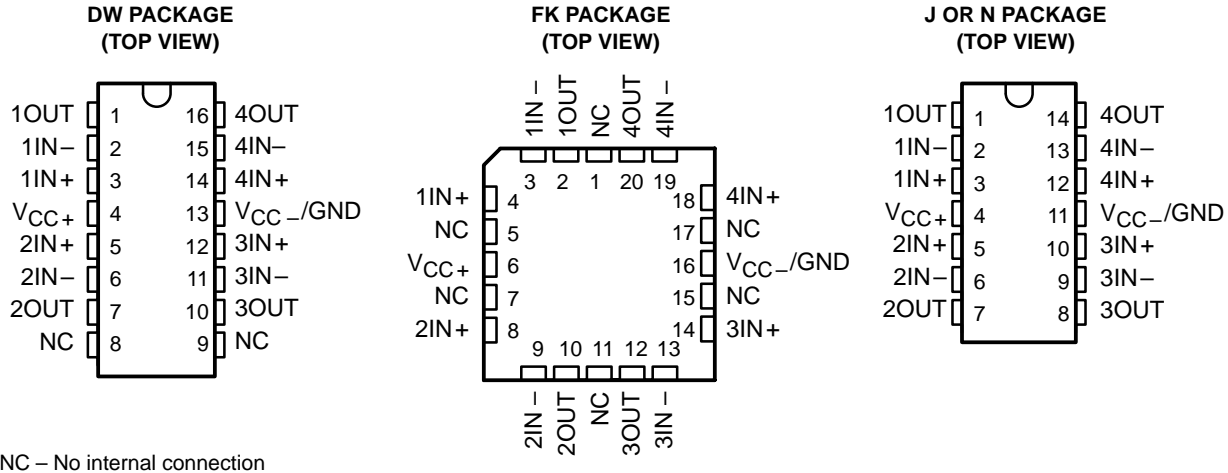 DW PACKAGE
(TOP VIEW)
1OUT 1 16 4OUT
1IN– 2 15 4IN–
1IN+ 3 14 4IN+
VCC+ 4 13 VCC–/GND
2IN+ 5 12 3IN+
2IN– 6 11 3IN–
2OUT 7 10 3OUT
NC 8 9 NC
FK PACKAGE
(TOP VIEW)
1IN– 1OUT NC 4OUT 4IN–
3 2 1 20 19
1IN+ 4 18 4IN+
NC 5 17 NC
VCC+ 6 16 VCC–/GND
NC 7 15 NC
2IN+ 8 14 3IN+
9 10 11 12 13
2IN– 2OUT NC 3OUT 3IN–
J OR N PACKAGE
(TOP VIEW)
1OUT 1 14 4OUT
1IN– 2 13 4IN–
1IN+ 3 12 4IN+
VCC+ 4 11 VCC–/GND
2IN+ 5 10 3IN+
2IN– 6 9 3IN–
2OUT 7 8 3OUT
NC – No internal connection